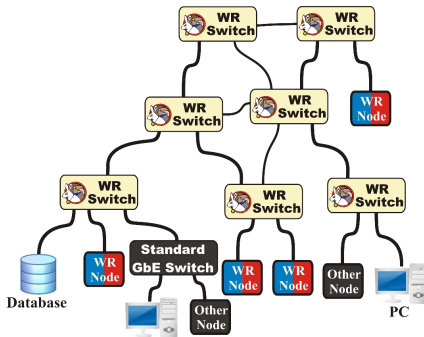 WR
Switch
WR
Switch
WR
Switch
WR
Switch
WR
Node
WR
Switch
WR
Switch
WR
Switch
Standard
GbE Switch
WR
Node
WR
Node
WR
Node
Other
Node
Database
Other
Node
PC